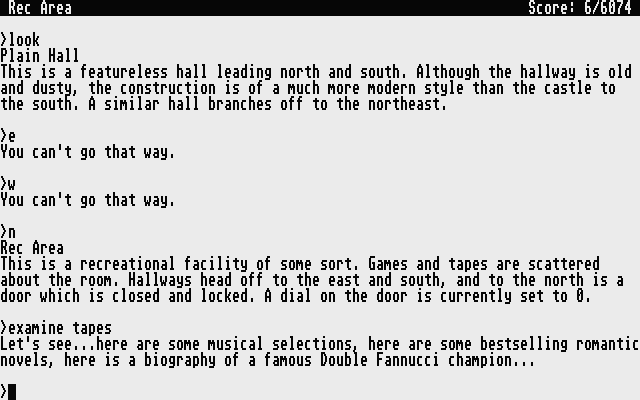 Rec Area Score: 6/6074
>look
Plain Hall
This is a featureless hall leading north and south. Although the hallway is old
and dusty, the construction is of a much more modern style than the castle to
the south. A similar hall branches off to the northeast.
>e
You can't go that way.
>w
You can't go that way.
>n
Rec Area
This is a recreational facility of some sort. Games and tapes are scattered
about the room. Hallways head off to the east and south, and to the north is a
door which is closed and locked. A dial on the door is currently set to 0.
>examine tapes
Let's see...here are some musical selections, here are some bestselling romantic
novels, here is a biography of a famous Double Fannucci champion...
>